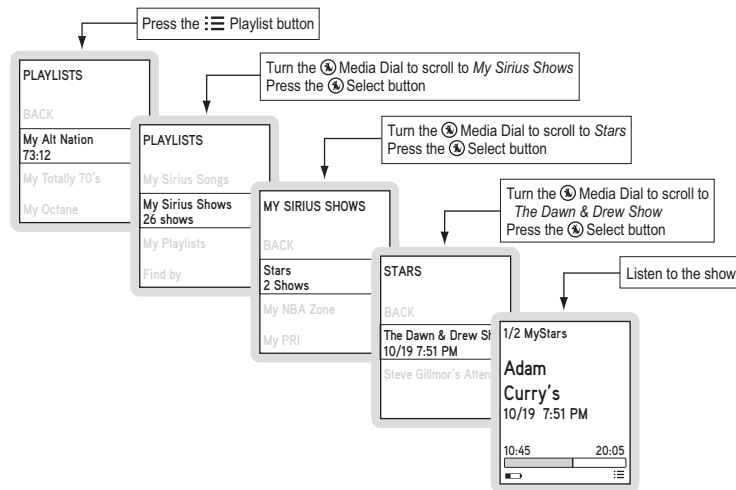 Press the Playlist button
PLAYLISTS
BACK
My Alt Nation
73:12
My Totally 70's
My Octane
Turn the Media Dial to scroll to My Sirius Shows
Press the Select button
PLAYLISTS
My Sirius Songs
My Sirius Shows
26 shows
My Playlists
Find by
Turn the Media Dial to scroll to Stars
Press the Select button
MY SIRIUS SHOWS
BACK
Stars
2 Shows
My NBA Zone
My PRI
Turn the Media Dial to scroll to
The Dawn & Drew Show
Press the Select button
STARS
BACK
The Dawn & Drew Sh
10/19 7:51 PM
Steve Gillmor's Atten
Listen to the show
1/2 MyStars
Adam
Curry's
10/19 7:51 PM
10:45 20:05